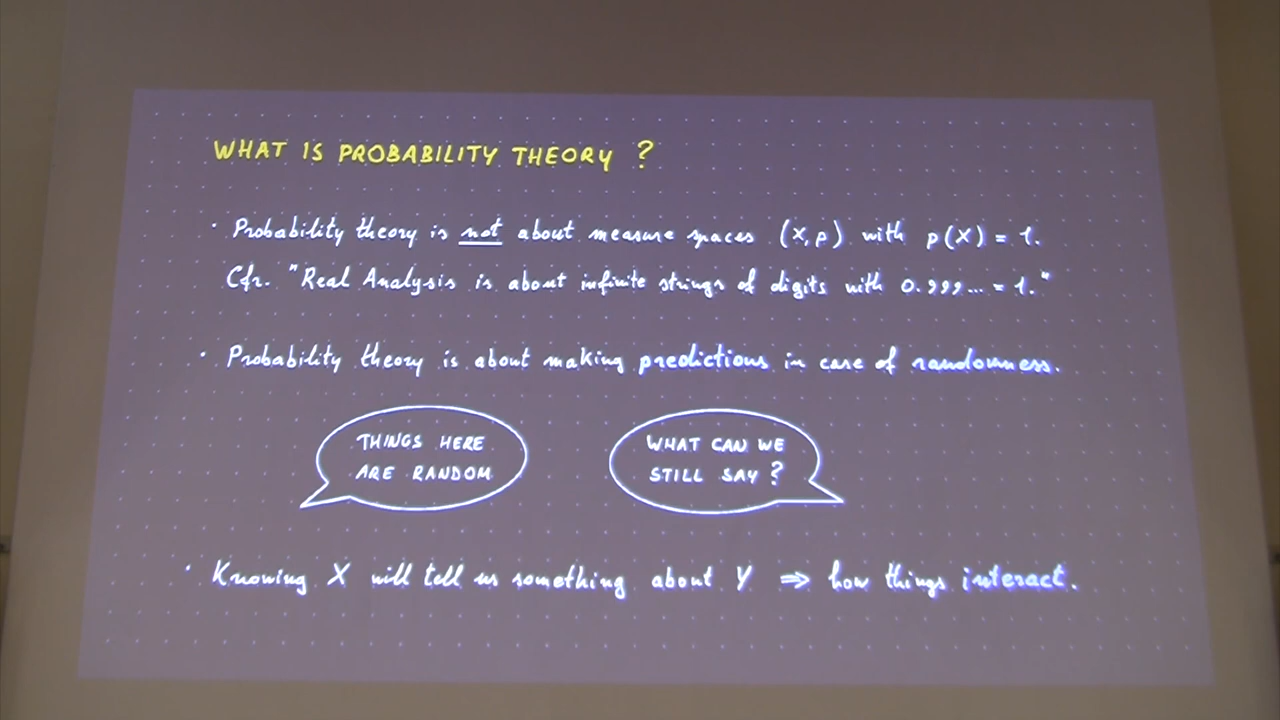 WHAT IS PROBABILITY THEORY ?
· Probability theory is not about measure spaces (X,p) with p(X) = 1.
Cfr. "Real Analysis is about infinite strings of digits with 0.999... = 1."
· Probability theory is about making predictions in case of randomness.
THINGS HERE
ARE RANDOM
WHAT CAN WE
STILL SAY ?
· Knowing X will tell us something about Y ⇒ how things interact.